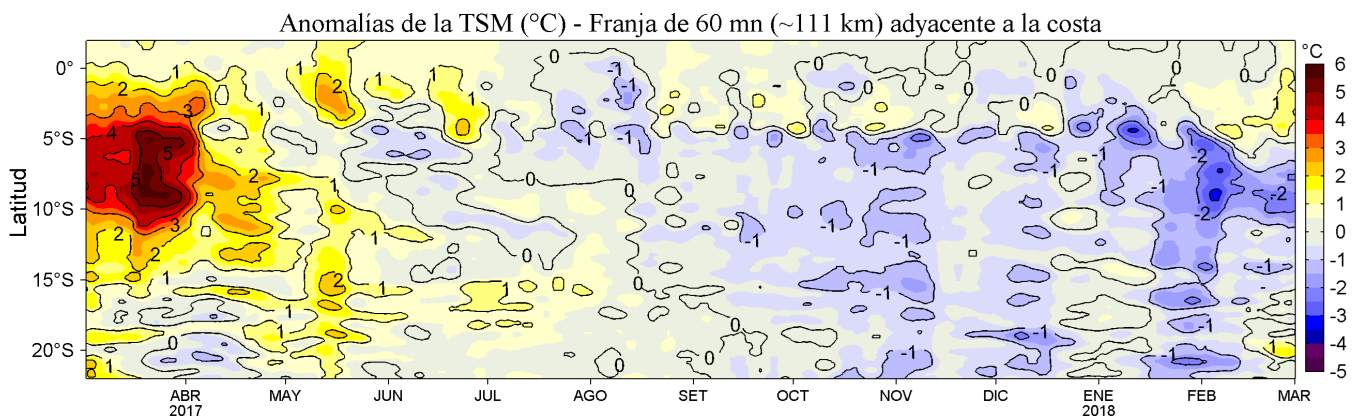 Anomalías de la TSM (°C) - Franja de 60 mn (~111 km) adyacente a la costa
°C
Latitud
0°
5°S
10°S
15°S
20°S
6
5
4
3
2
1
0
-1
-2
-3
-4
-5
ABR MAY JUN JUL AGO SET OCT NOV DIC ENE FEB MAR
2017 2018